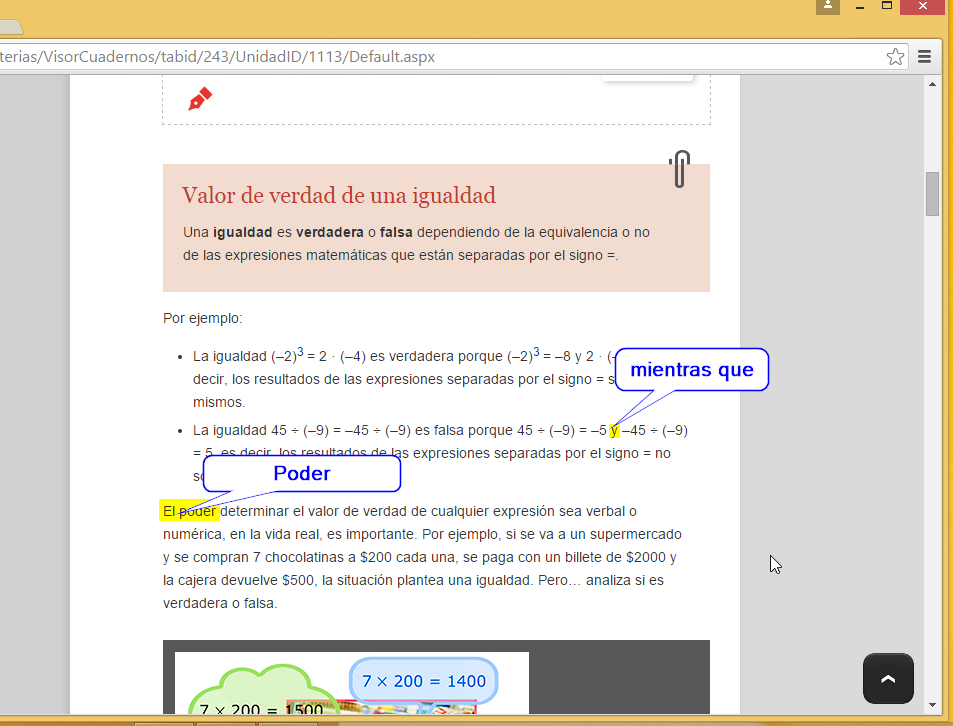 terias/VisorCuadernos/tabid/243/UnidadID/1113/Default.aspx
Valor de verdad de una igualdad
Una igualdad es verdadera o falsa dependiendo de la equivalencia o no
de las expresiones matemáticas que están separadas por el signo =.
Por ejemplo:
La igualdad (–2)³ = 2 · (–4) es verdadera porque (–2)³ = –8 y 2 · (–
mientras que
decir, los resultados de las expresiones separadas por el signo = s
mismos.
La igualdad 45 ÷ (–9) = –45 ÷ (–9) es falsa porque 45 ÷ (–9) = –5 y –45 ÷ (–9)
= 5, es decir, los resultados de las expresiones separadas por el signo = no
Poder
El poder determinar el valor de verdad de cualquier expresión sea verbal o
numérica, en la vida real, es importante. Por ejemplo, si se va a un supermercado
y se compran 7 chocolatinas a $200 cada una, se paga con un billete de $2000 y
la cajera devuelve $500, la situación plantea una igualdad. Pero… analiza si es
verdadera o falsa.
7 × 200 = 1400
7 × 200 = 1500